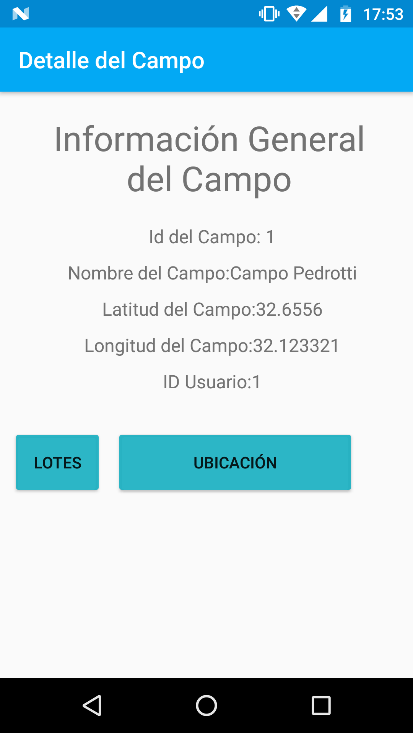 17:53
Detalle del Campo
Información General
del Campo
Id del Campo: 1
Nombre del Campo:Campo Pedrotti
Latitud del Campo:32.6556
Longitud del Campo:32.123321
ID Usuario:1
LOTES UBICACIÓN